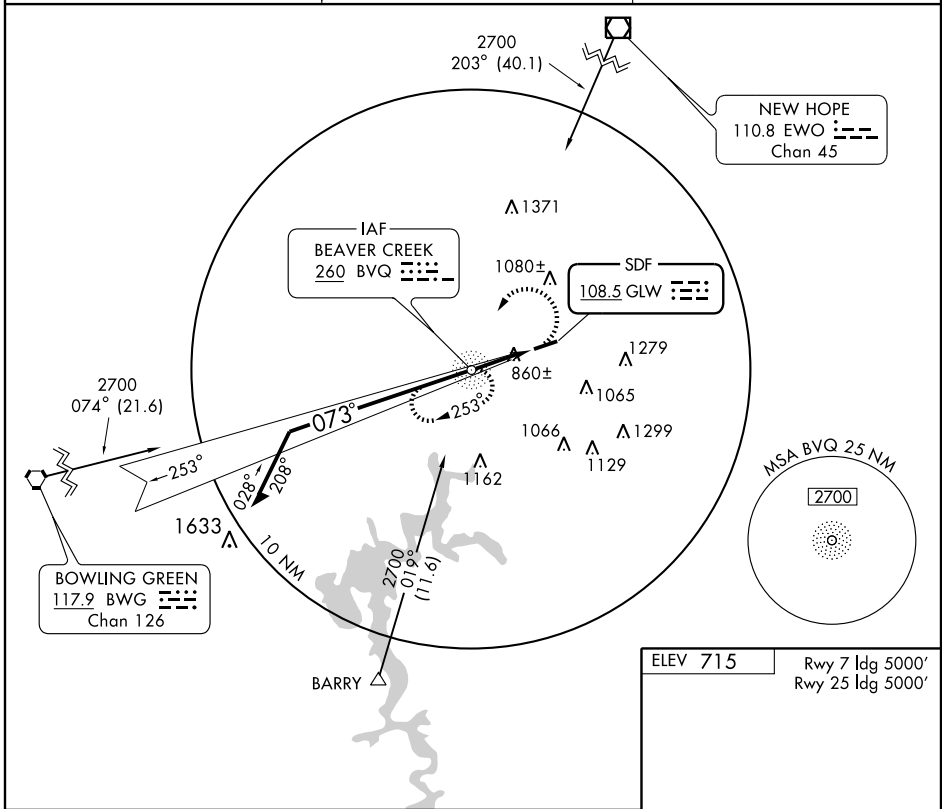 2700
203° (40.1)
NEW HOPE
110.8 EWO
Chan 45
1371
IAF
BEAVER CREEK
260 BVQ
1080±
SDF
108.5 GLW
1279
860±
1065
2700
074° (21.6)
073°
253°
1066
1299
1129
253°
028°
208°
1162
MSA BVQ 25 NM
2700
1633
10 NM
2700
019°
(11.6)
BOWLING GREEN
117.9 BWG
Chan 126
BARRY
ELEV 715
Rwy 7 ldg 5000'
Rwy 25 ldg 5000'